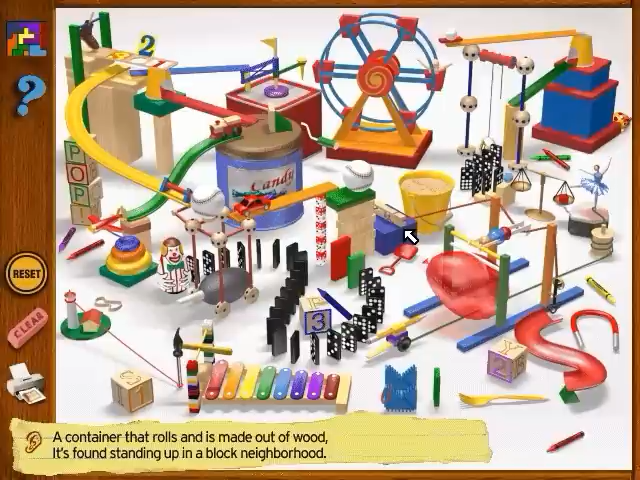 2
P
O
P
!
Candy
3
RESET
CLEAR
A container that rolls and is made out of wood,
It's found standing up in a block neighborhood.